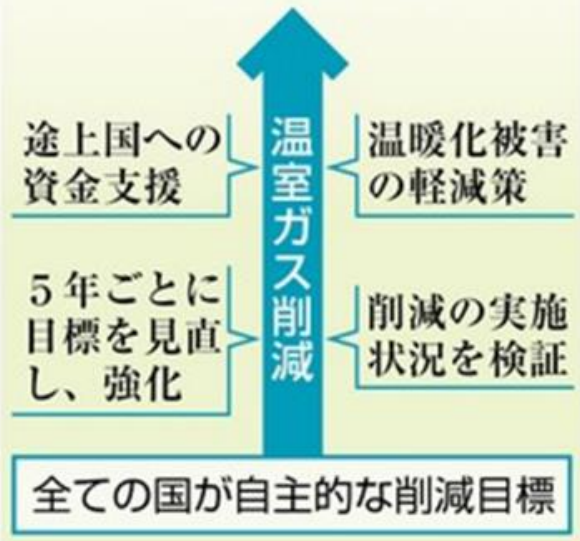 途上国への
資金支援
温暖化被害
の軽減策
温室ガス削減
５年ごとに
目標を見直
し、強化
削減の実施
状況を検証
全ての国が自主的な削減目標